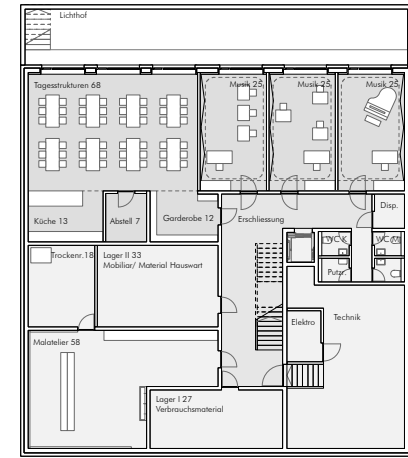 Lichthof
Tagesstrukturen 68
Musik 25
Musik 25
Musik 25
Küche 13
Abstell 7
Garderobe 12
Erschliessung
Disp.
WC K
WC M
Trockenr.18
Lager II 33
Mobiliar/ Material Hauswart
Putzr.
Elektro
Technik
Malatelier 58
Lager I 27
Verbrauchsmaterial